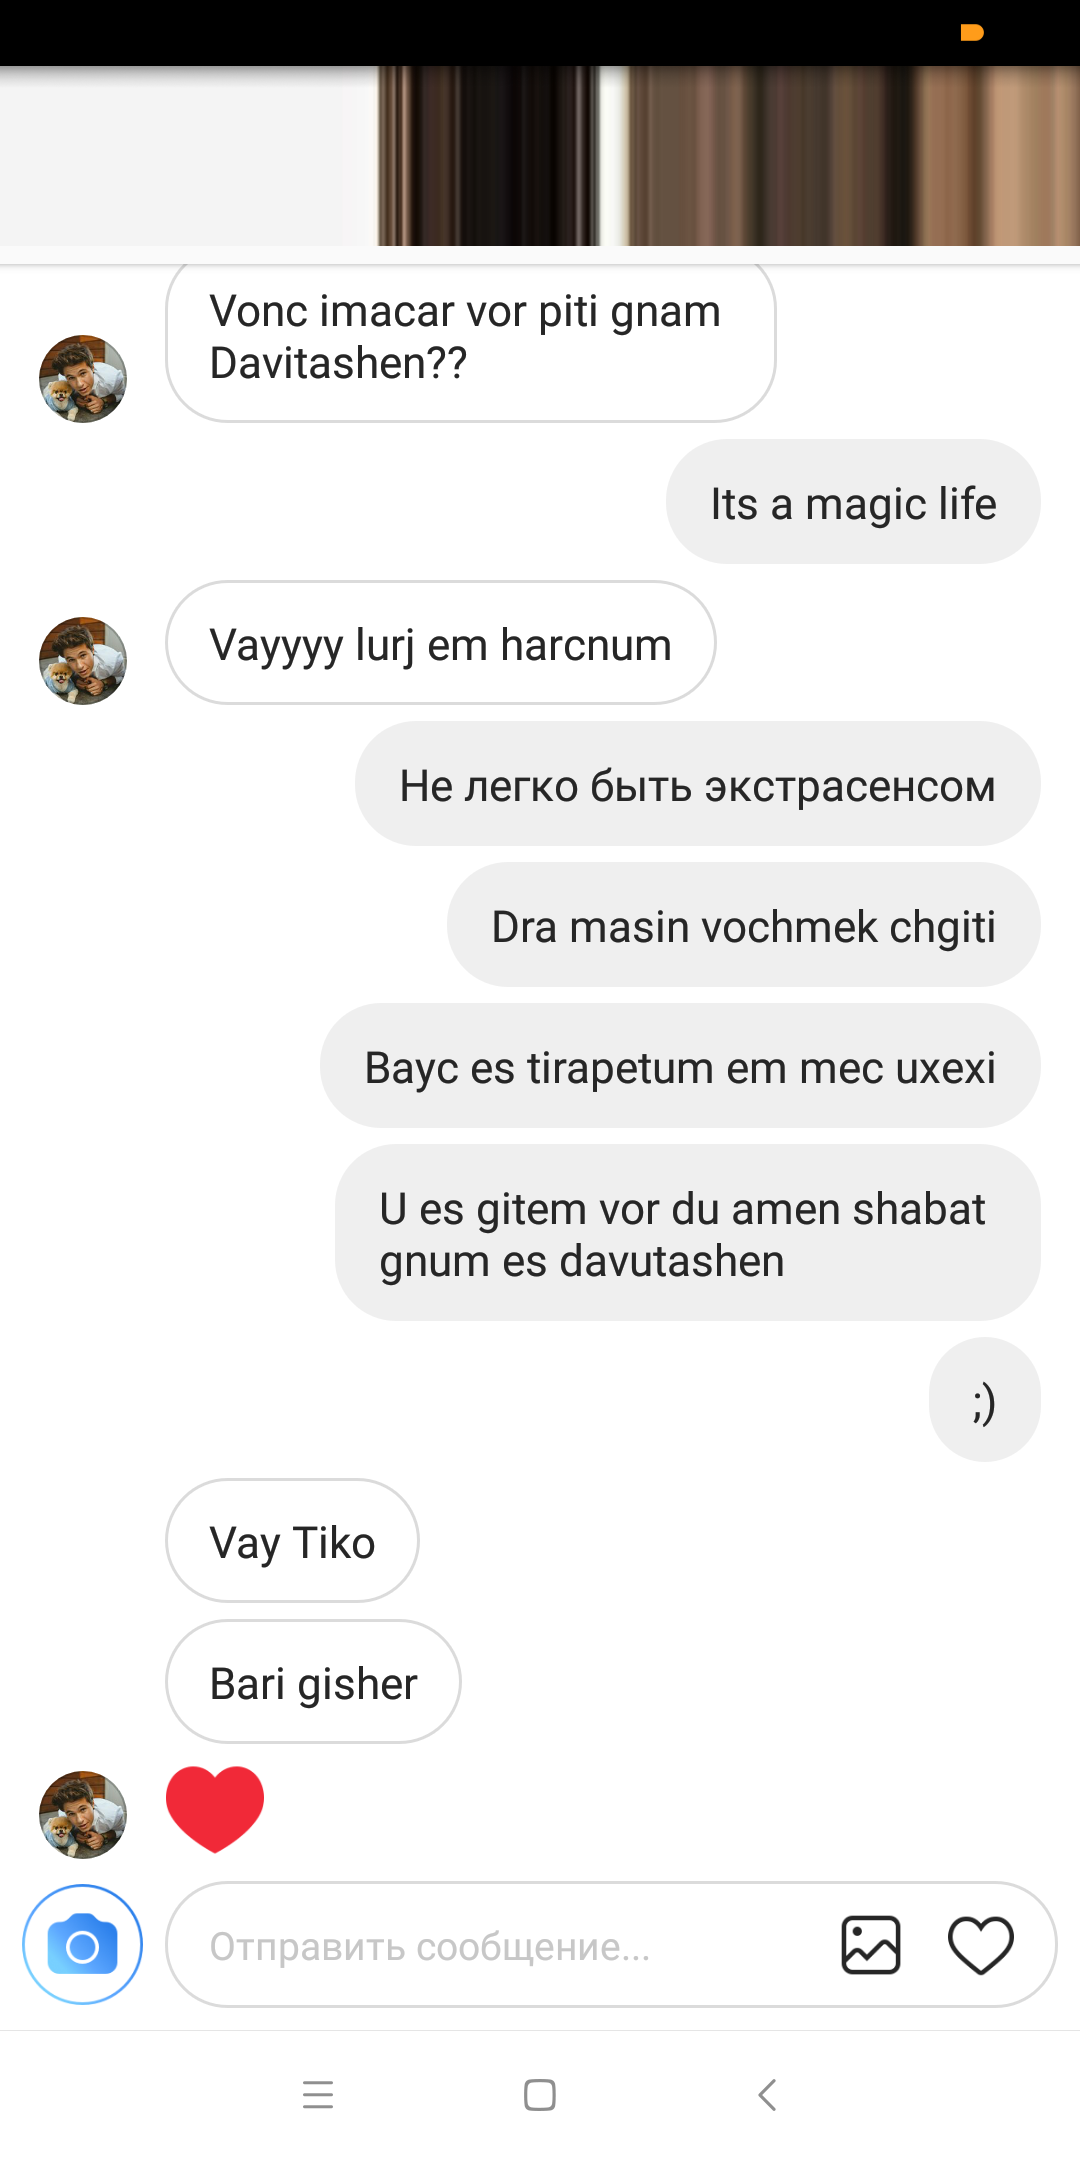 Vonc imacar vor piti gnam
Davitashen??
Its a magic life
Vayyyy lurj em harcnum
Не легко быть экстрасенсом
Dra masin vochmek chgiti
Bayc es tirapetum em mec uxexi
U es gitem vor du amen shabat
gnum es davutashen
;)
Vay Tiko
Bari gisher
Отправить сообщение...